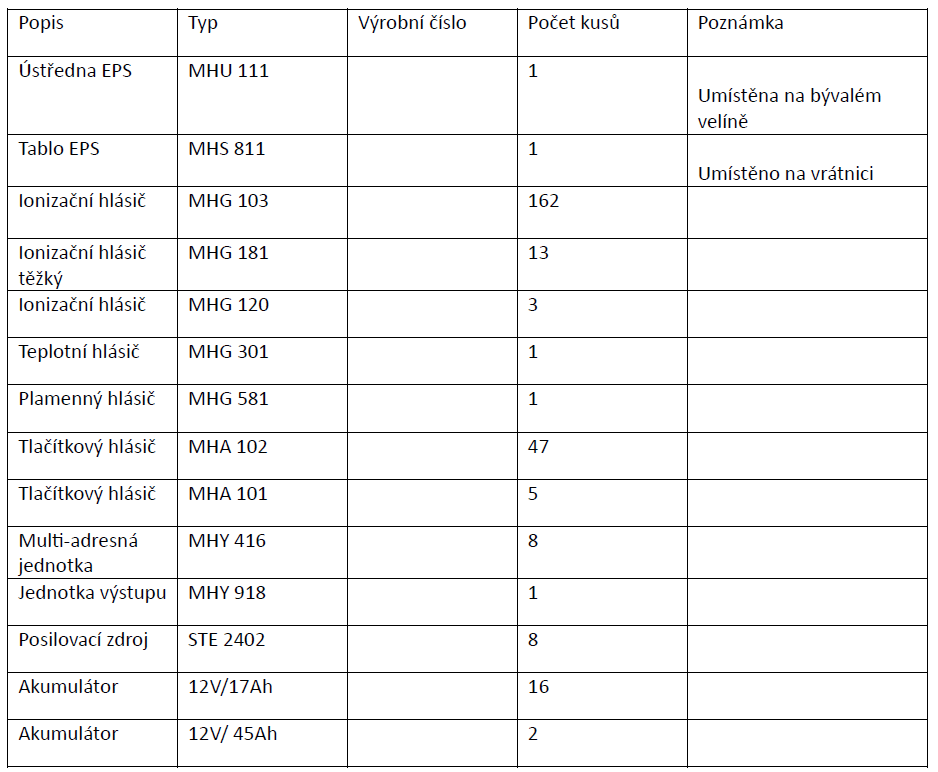 Popis Typ Výrobní číslo Počet kusů Poznámka
Ústředna EPS MHU 111 1
Umístěna na bývalém
velíně
Tablo EPS MHS 811 1
Umístěno na vrátnici
Ionizační hlásič MHG 103 162
Ionizační hlásič MHG 181 13
těžký
Ionizační hlásič MHG 120 3
Teplotní hlásič MHG 301 1
Plamenný hlásič MHG 581 1
Tlačítkový hlásič MHA 102 47
Tlačítkový hlásič MHA 101 5
Multi-adresná MHY 416 8
jednotka
Jednotka výstupu MHY 918 1
Posilovací zdroj STE 2402 8
Akumulátor 12V/17Ah 16
Akumulátor 12V/ 45Ah 2